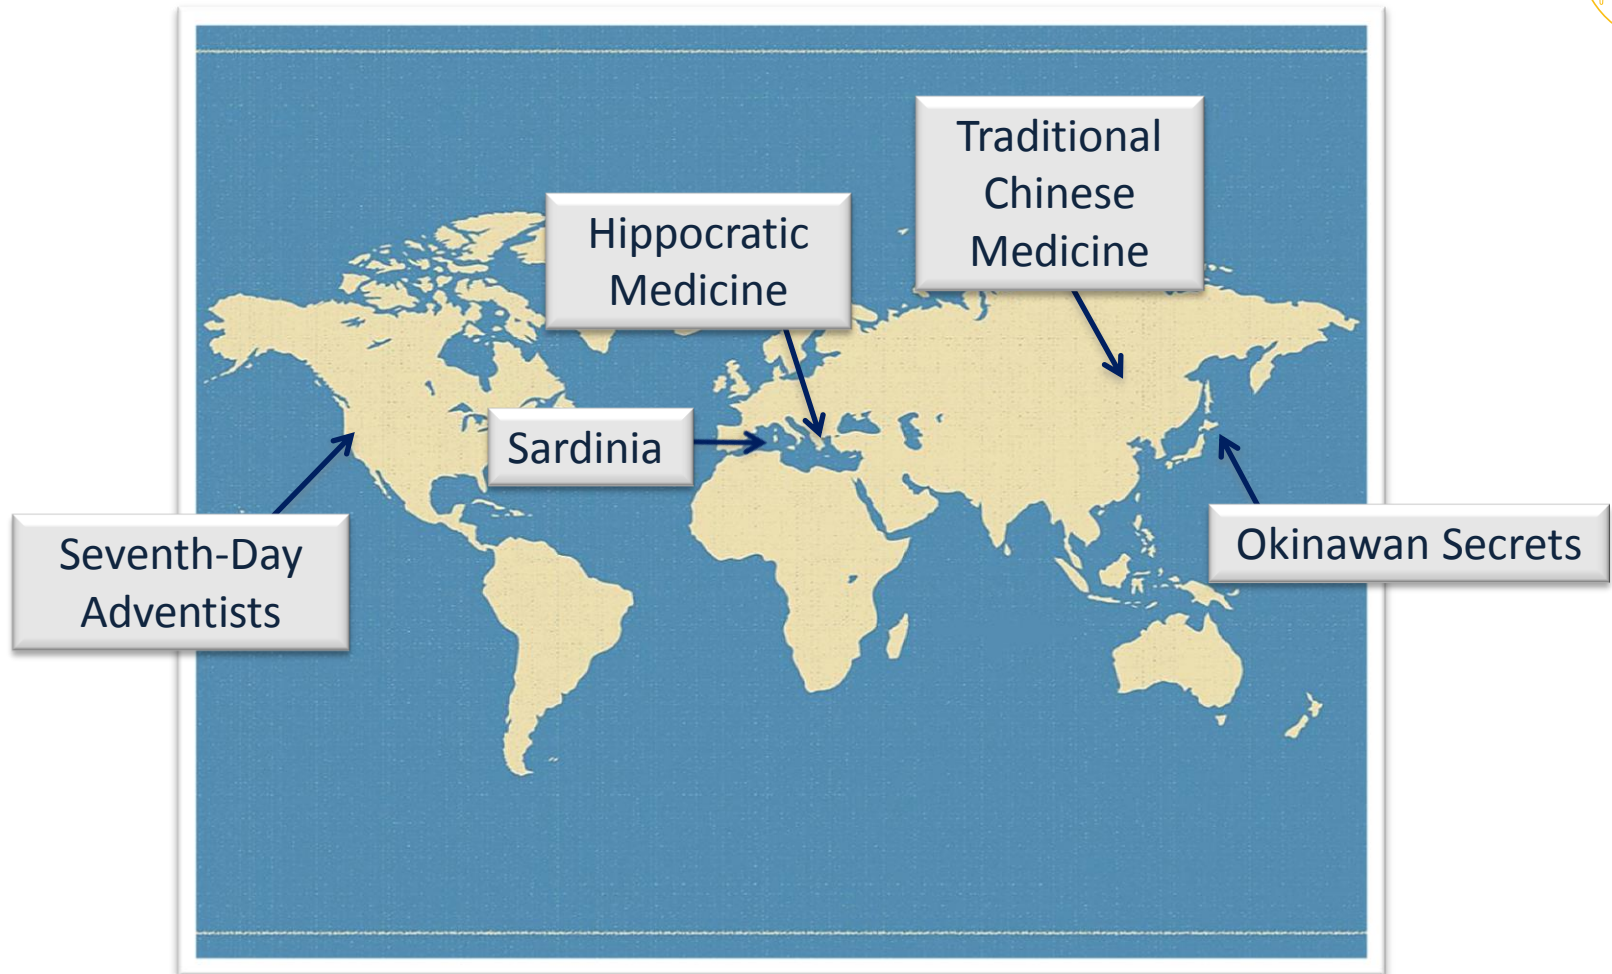 Traditional
Chinese
Medicine
Hippocratic
Medicine
Sardinia
Seventh-Day
Adventists
Okinawan Secrets